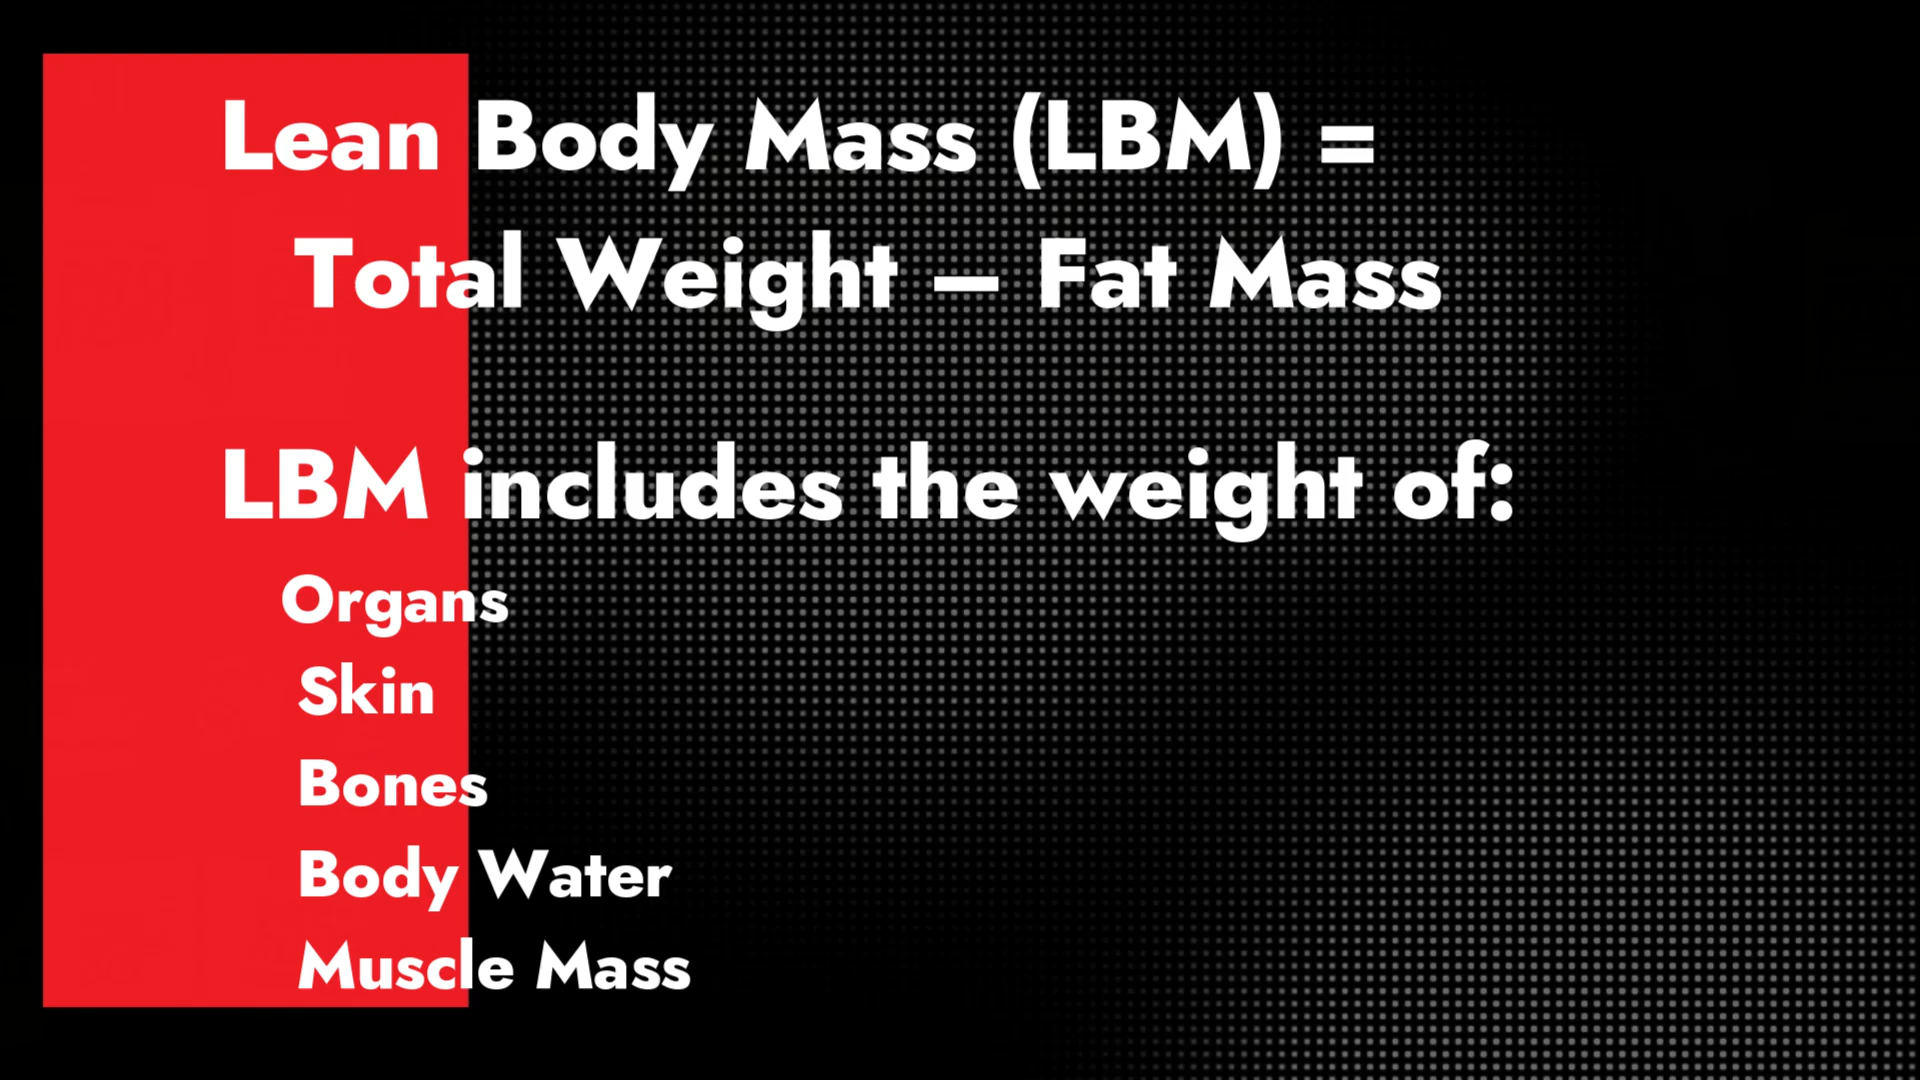 Lean Body Mass (LBM) =
Total Weight – Fat Mass
LBM includes the weight of:
Organs
Skin
Bones
Body Water
Muscle Mass